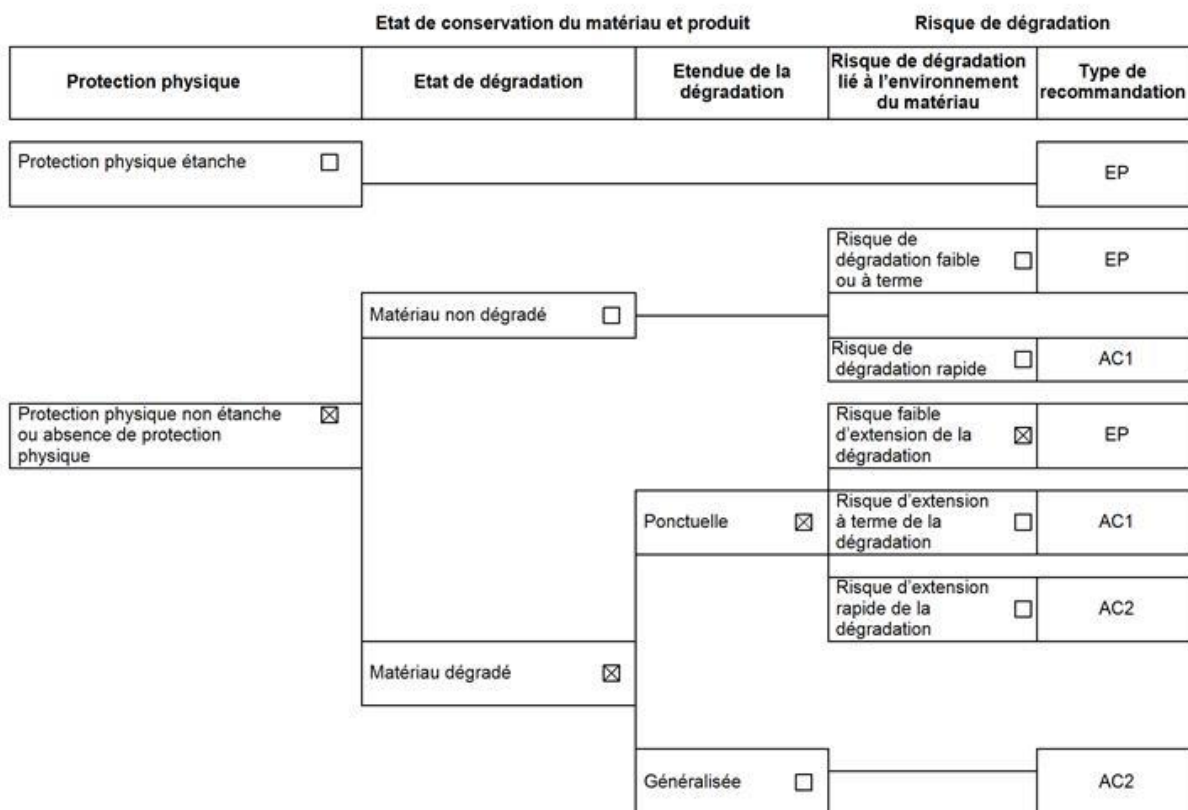 Etat de conservation du matériau et produit
Risque de dégradation
Protection physique
Etat de dégradation
Etendue de la
dégradation
Risque de dégradation
lié à l'environnement
du matériau
Type de
recommandation
Protection physique étanche
EP
Risque de
dégradation faible
ou à terme
EP
Matériau non dégradé
Risque de
dégradation rapide
AC1
Protection physique non étanche
ou absence de protection
physique
Risque faible
d'extension de la
dégradation
EP
Ponctuelle
Risque d'extension
à terme de la
dégradation
AC1
Risque d'extension
rapide de la
dégradation
AC2
Matériau dégradé
Généralisée
AC2